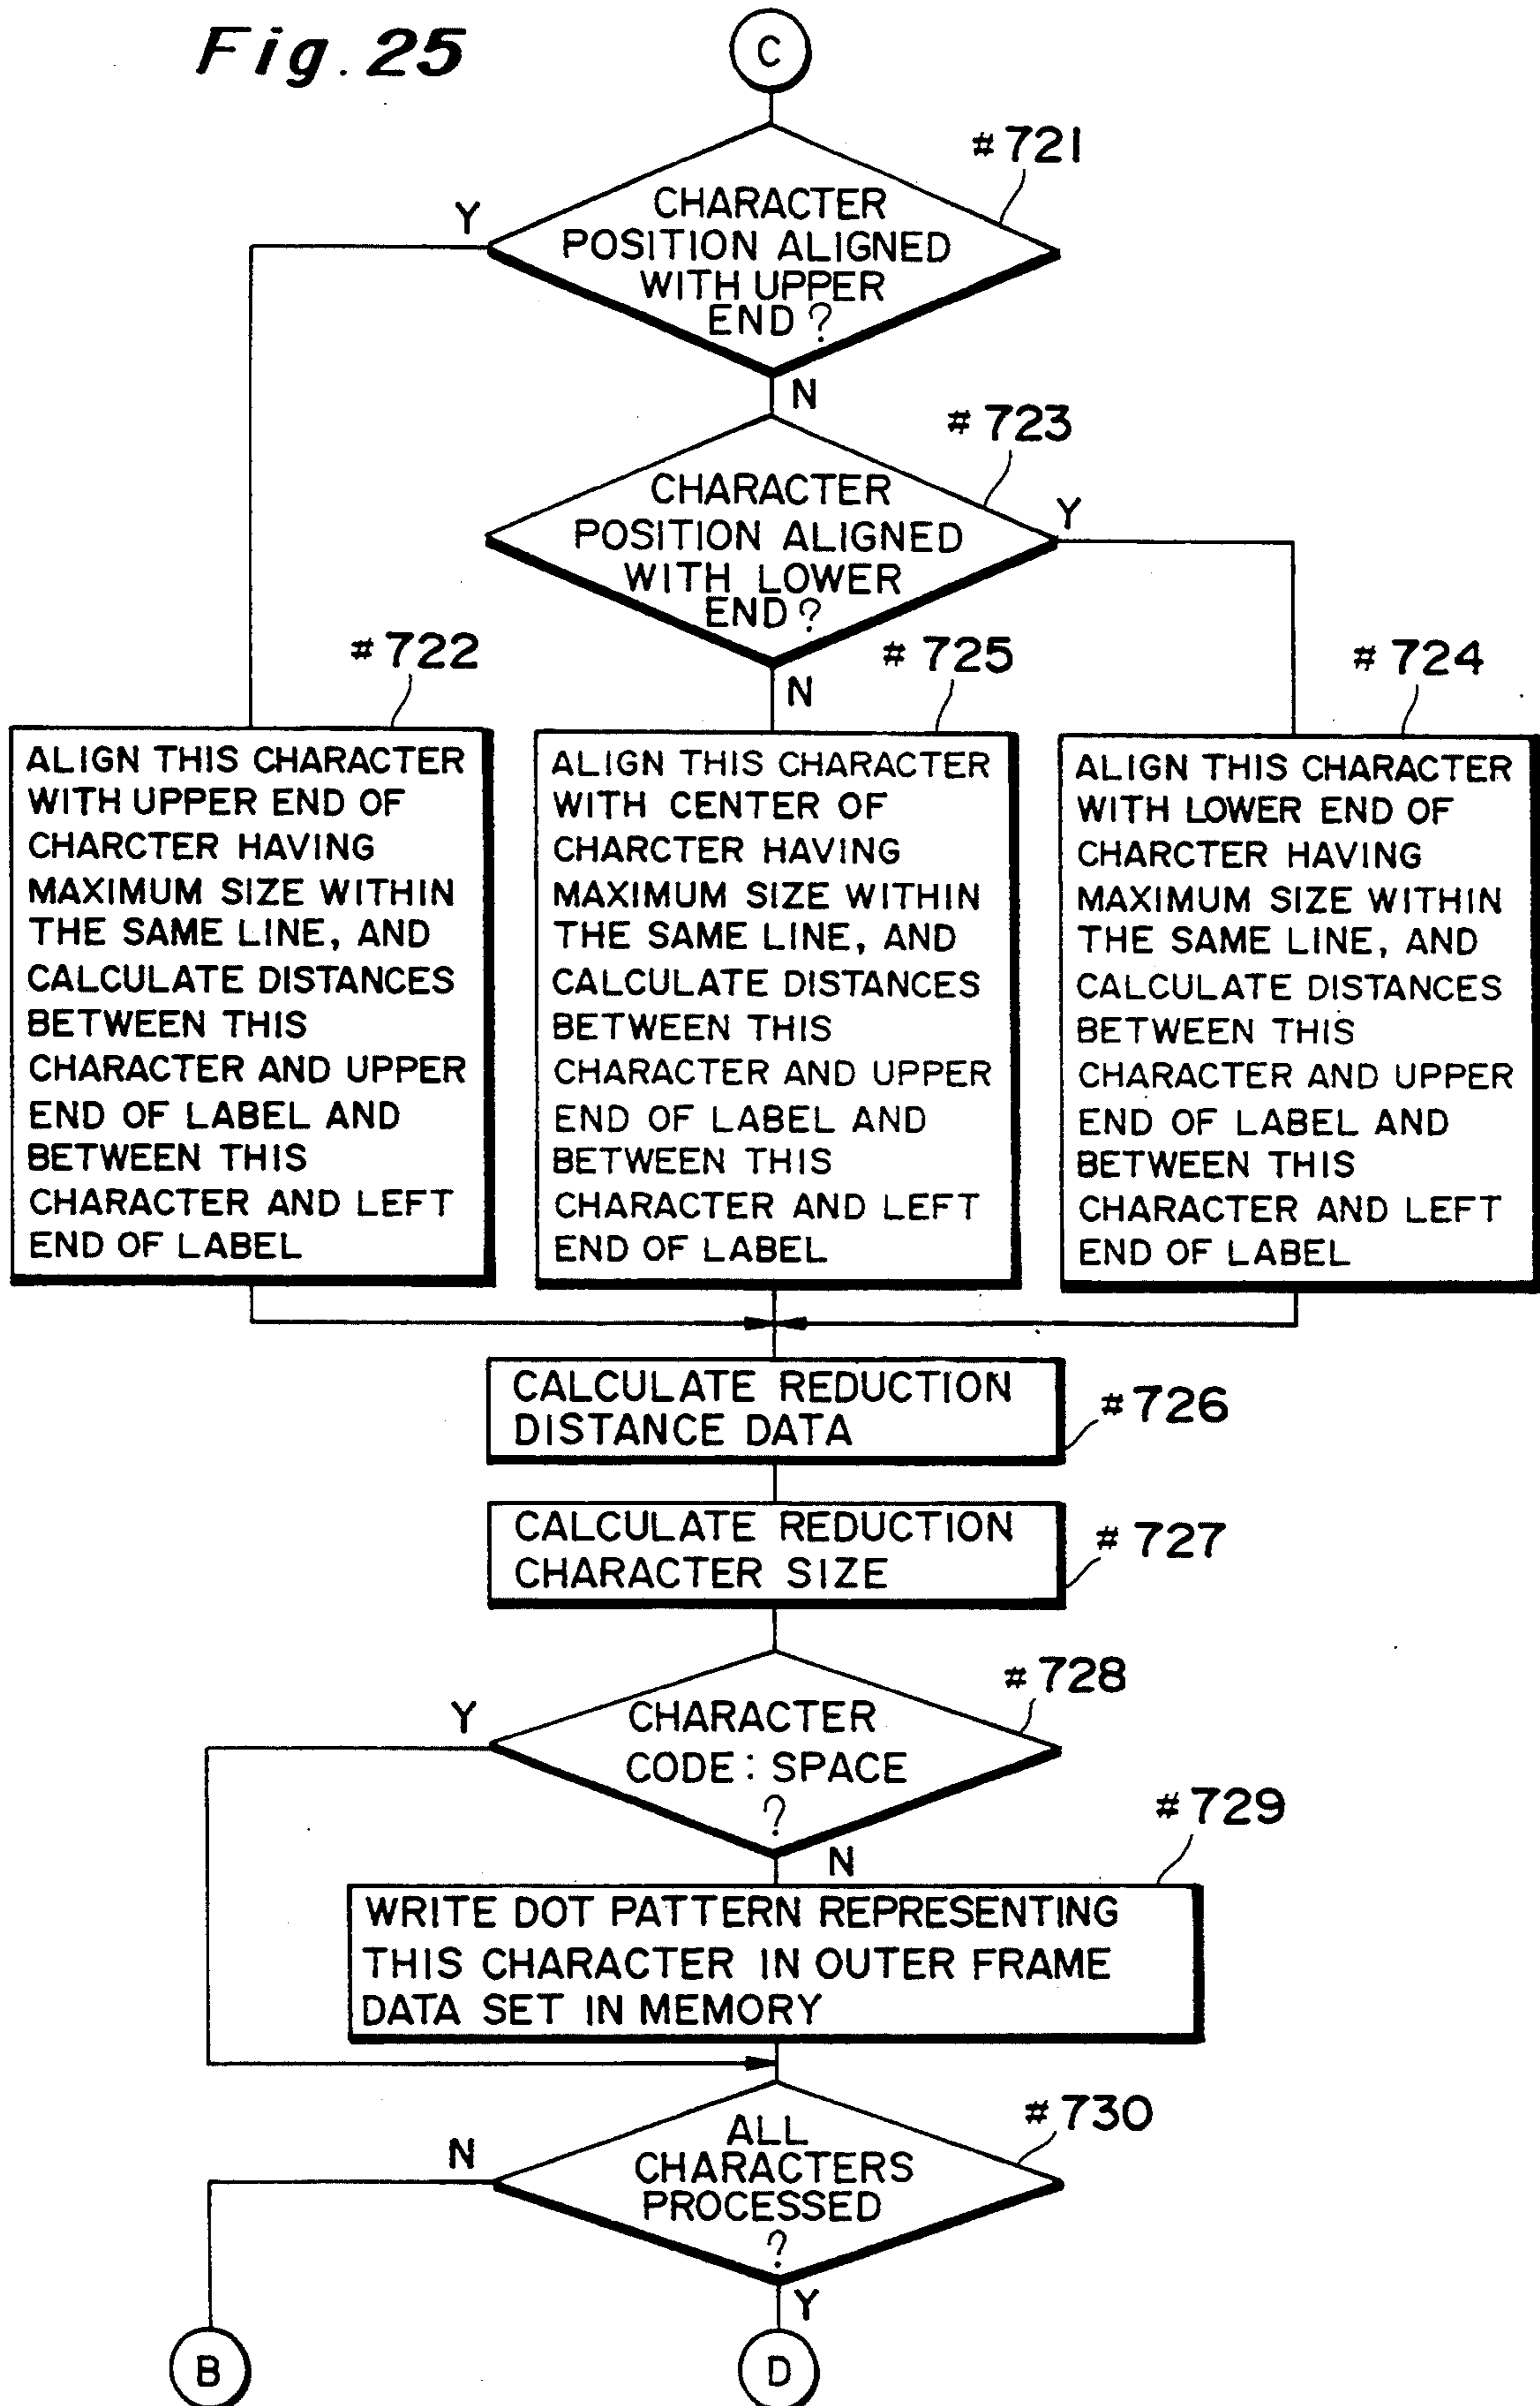 Fig. 25
C
#721
Y
CHARACTER
POSITION ALIGNED
WITH UPPER
END?
N
#723
CHARACTER
POSITION ALIGNED
WITH LOWER
END?
Y
N
#722
ALIGN THIS CHARACTER
WITH UPPER END OF
CHARCTER HAVING
MAXIMUM SIZE WITHIN
THE SAME LINE, AND
CALCULATE DISTANCES
BETWEEN THIS
CHARACTER AND UPPER
END OF LABEL AND
BETWEEN THIS
CHARACTER AND LEFT
END OF LABEL
#725
ALIGN THIS CHARACTER
WITH CENTER OF
CHARCTER HAVING
MAXIMUM SIZE WITHIN
THE SAME LINE, AND
CALCULATE DISTANCES
BETWEEN THIS
CHARACTER AND UPPER
END OF LABEL AND
BETWEEN THIS
CHARACTER AND LEFT
END OF LABEL
#724
ALIGN THIS CHARACTER
WITH LOWER END OF
CHARCTER HAVING
MAXIMUM SIZE WITHIN
THE SAME LINE, AND
CALCULATE DISTANCES
BETWEEN THIS
CHARACTER AND UPPER
END OF LABEL AND
BETWEEN THIS
CHARACTER AND LEFT
END OF LABEL
CALCULATE REDUCTION
DISTANCE DATA
#726
CALCULATE REDUCTION
CHARACTER SIZE
#727
#728
Y
CHARACTER
CODE: SPACE
?
N
#729
WRITE DOT PATTERN REPRESENTING
THIS CHARACTER IN OUTER FRAME
DATA SET IN MEMORY
#730
N
ALL
CHARACTERS
PROCESSED
?
Y
B
D